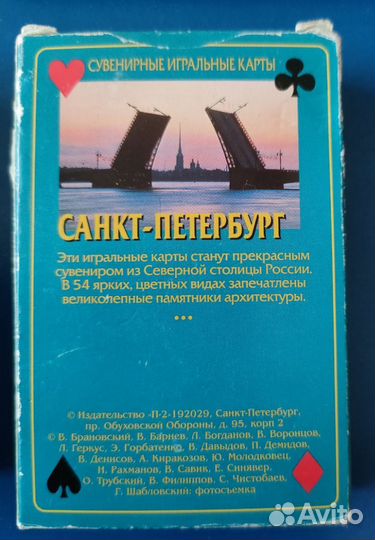 СУВЕНИРНЫЕ ИГРАЛЬНЫЕ КАРТЫ
САНКТ-ПЕТЕРБУРГ
Эти игральные карты станут прекрасным
сувениром из Северной столицы России.
В 54 ярких, цветных видах запечатлены
великолепные памятники архитектуры.
...
© Издательство «П-2» 192029, Санкт-Петербург,
пр. Обуховской Обороны, д. 95, корп 2
© В. Брановский, В. Барнев, Л. Богданов, В. Воронцов,
Л. Геркус, Э. Горбатенко, В. Давыдов, П. Демидов,
В. Денисов, А. Киракозов, Ю. Молодковец,
И. Рахманов, В. Савик, Е. Синявер,
О. Трубский, В. Филиппов, С. Чистобаев,
Г. Шабловский: фотосъемка
Avito